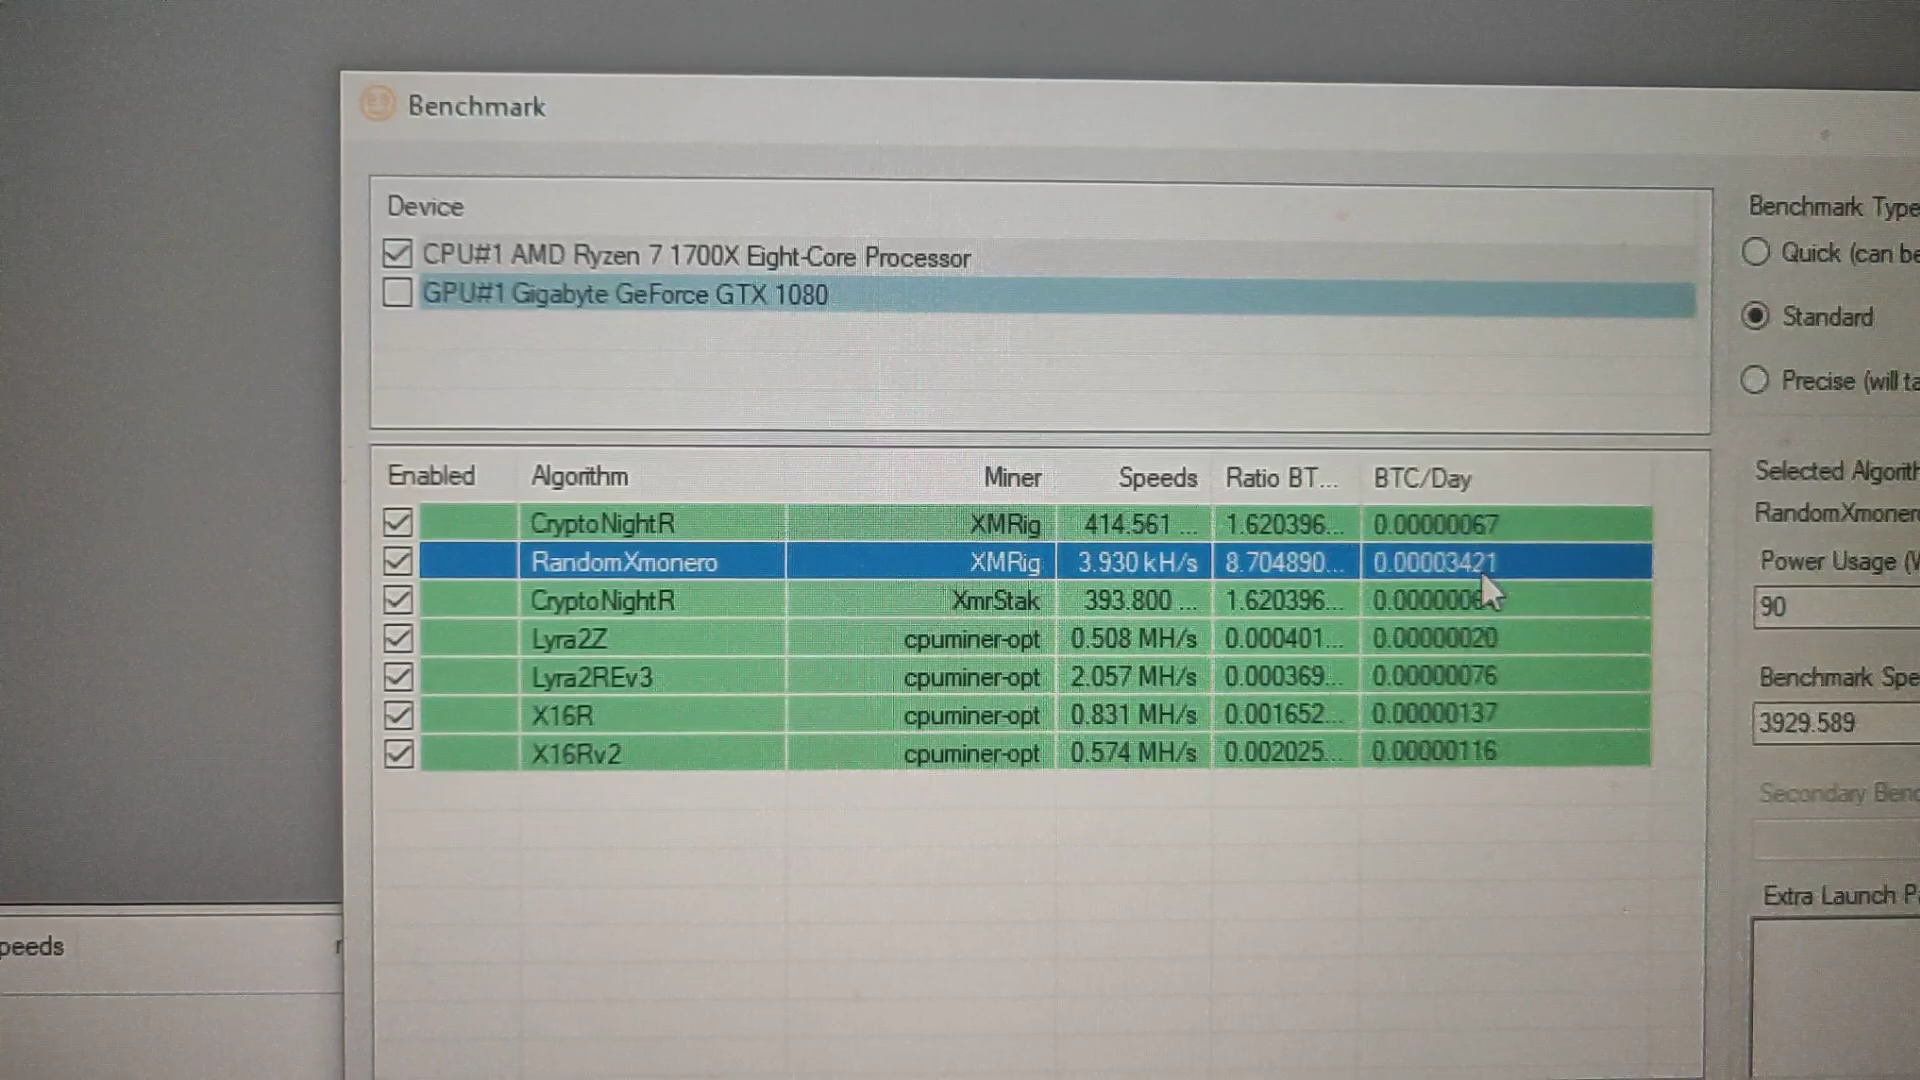 Benchmark
Device
CPU#1 AMD Ryzen 7 1700X Eight-Core Processor
GPU#1 Gigabyte GeForce GTX 1080
Benchmark Type
Quick (can be
Standard
Precise (will ta
Enabled Algorithm Miner Speeds Ratio BT... BTC/Day
CryptoNightR XMRig 414.561 ... 1.620396... 0.00000067
RandomXmonero XMRig 3.930 kH/s 8.704890... 0.00003421
CryptoNightR XmrStak 393.800 ... 1.620396...
Lyra2Z cpuminer-opt 0.508 MH/s 0.000401... 0.00000020
Lyra2REv3 cpuminer-opt 2.057 MH/s 0.000369... 0.00000076
X16R cpuminer-opt 0.831 MH/s 0.001652... 0.00000137
X16Rv2 cpuminer-opt 0.574 MH/s 0.002025... 0.00000116
Selected Algorith
RandomXmonero
Power Usage (W
90
Benchmark Spe
3929.589
Secondary Benc
Extra Launch Pa
peeds